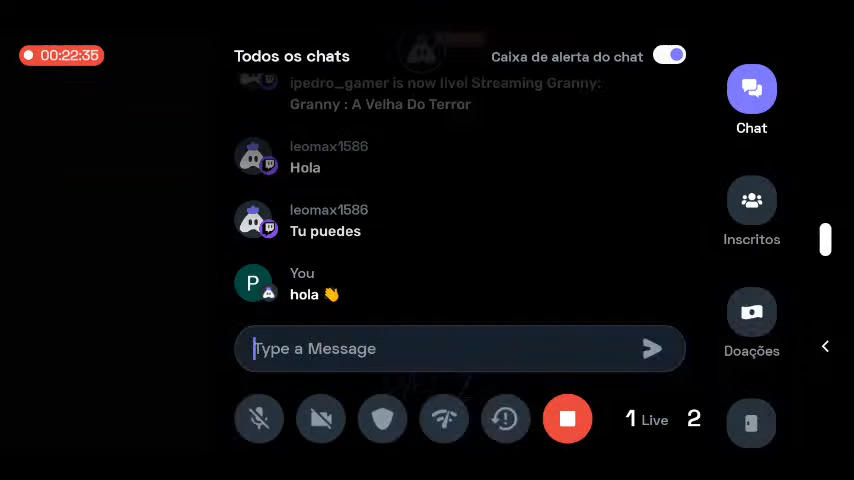 00:22:35
Todos os chats
Caixa de alerta do chat
ipedro_gamer is now live! Streaming Granny:
Granny : A Velha Do Terror
leomax1586
Hola
leomax1586
Tu puedes
P
You
hola 👋
Type a Message
1 Live 2
Chat
Inscritos
Doações